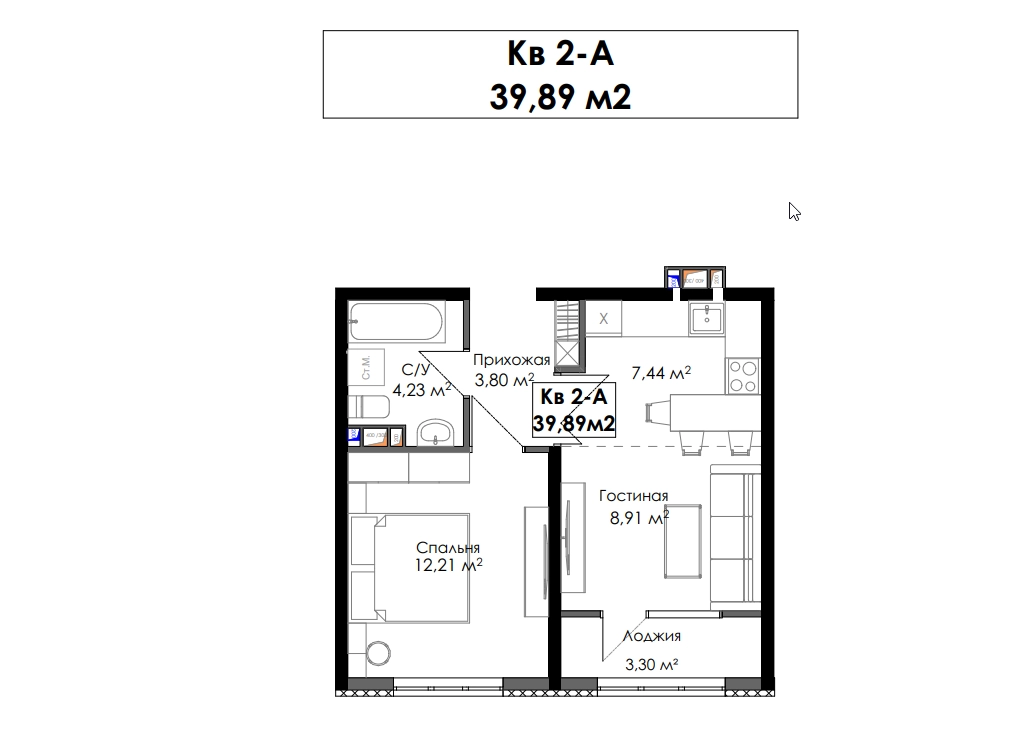 Кв 2-А
39,89 м2
Прихожая
3,80 м²
С/У
4,23 м²
Ст.М.
X
7,44 м²
Кв 2-А
39,89м2
Гостиная
8,91 м²
Спальня
12,21 м²
Лоджия
3,30 м²